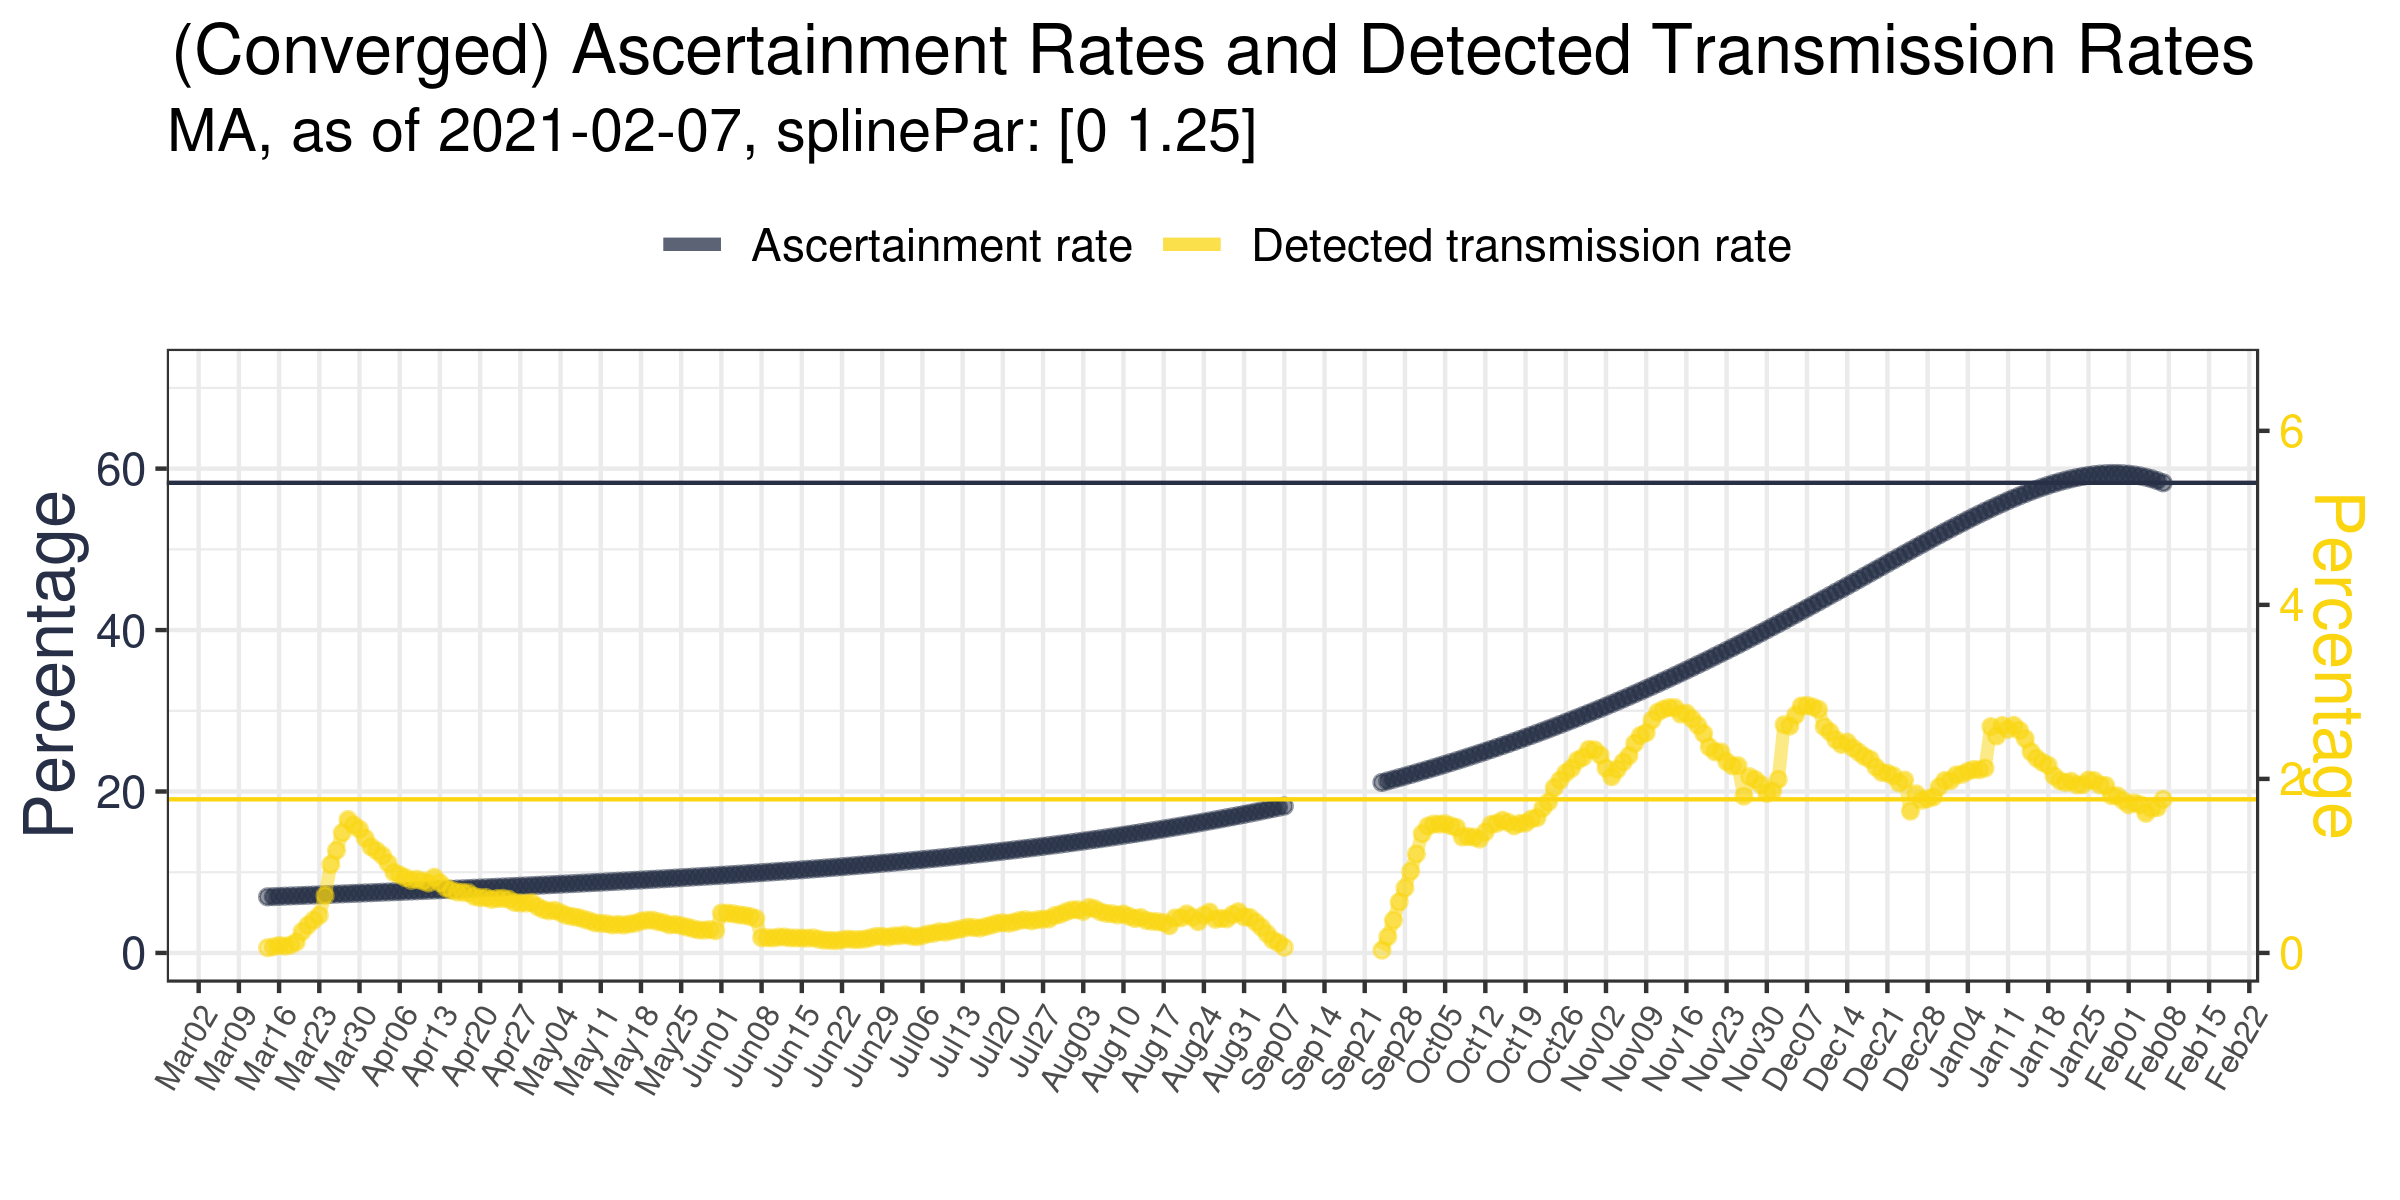 (Converged) Ascertainment Rates and Detected Transmission Rates
MA, as of 2021-02-07, splinePar: [0 1.25]
Ascertainment rate Detected transmission rate
Percentage
60
40
20
0
6
4
2
0
Percentage
Mar02 Mar09 Mar16 Mar23 Mar30 Apr06 Apr13 Apr20 Apr27 May04 May11 May18 May25 Jun01 Jun08 Jun15 Jun22 Jun29 Jul06 Jul13 Jul20 Jul27 Aug03 Aug10 Aug17 Aug24 Aug31 Sep07 Sep14 Sep21 Sep28 Oct05 Oct12 Oct19 Oct26 Nov02 Nov09 Nov16 Nov23 Nov30 Dec07 Dec14 Dec21 Dec28 Jan04 Jan11 Jan18 Jan25 Feb01 Feb08 Feb15 Feb22